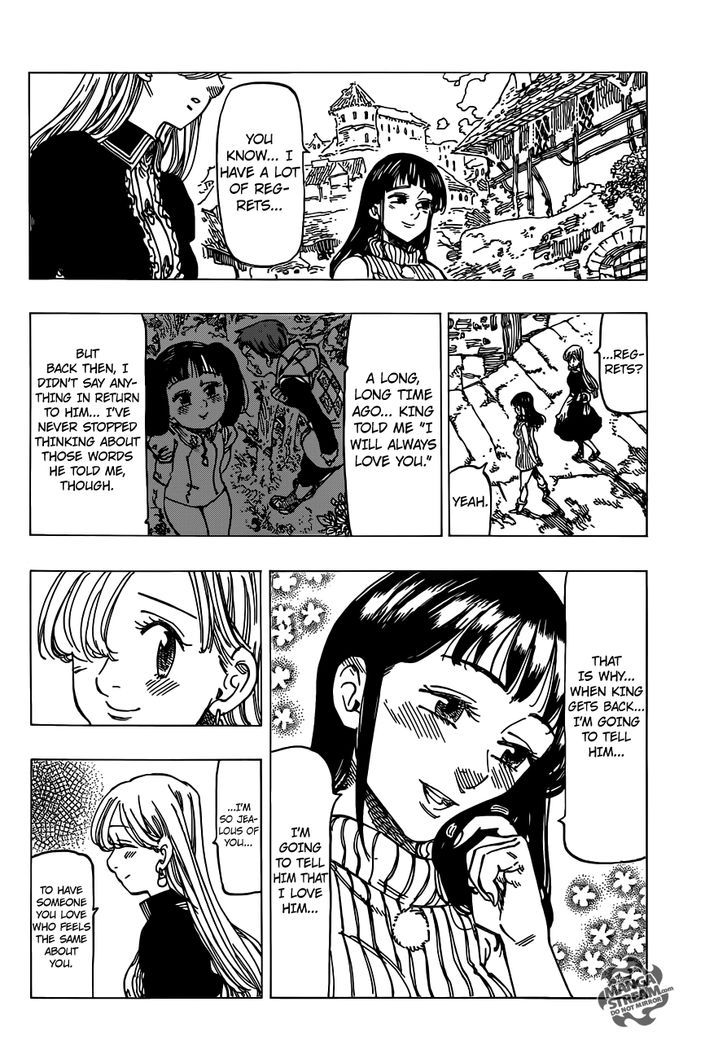 YOU
KNOW... I
HAVE A LOT
OF REG-
RETS...
...REG-
RETS?
YEAH.
A LONG,
LONG TIME
AGO... KING
TOLD ME "I
WILL ALWAYS
LOVE YOU."
BUT
BACK THEN, I
DIDN'T SAY ANY-
THING IN RETURN
TO HIM... I'VE
NEVER STOPPED
THINKING ABOUT
THOSE WORDS
HE TOLD ME,
THOUGH.
THAT
IS WHY...
WHEN KING
GETS BACK...
I'M GOING
TO TELL
HIM...
I'M
GOING
TO TELL
HIM THAT
I LOVE
HIM...
...I'M
SO JEA-
LOUS OF
YOU...
TO HAVE
SOMEONE
YOU LOVE
WHO FEELS
THE SAME
ABOUT
YOU.
MANGA
STREAM.com
DO NOT MIRROR